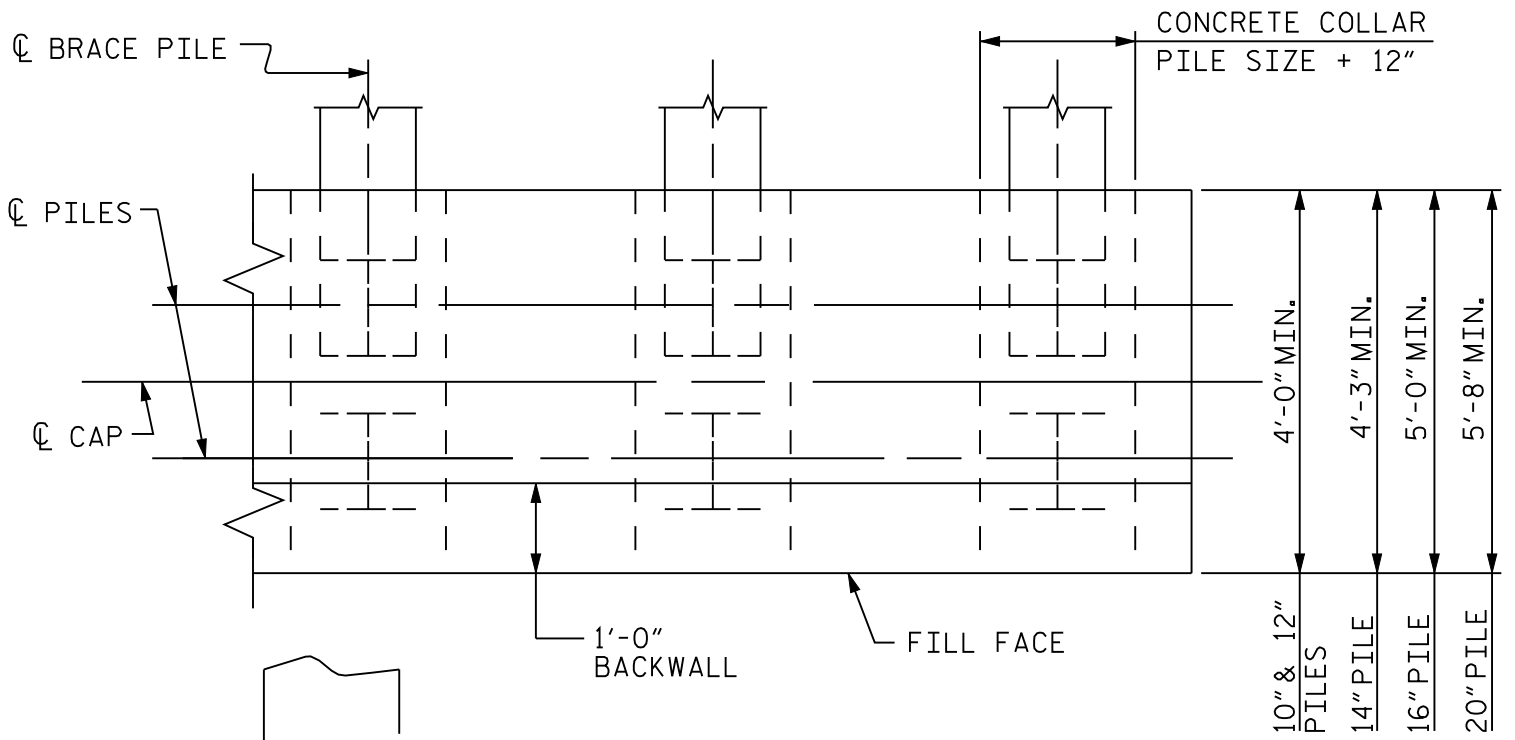 CONCRETE COLLAR
PILE SIZE + 12"
℄ BRACE PILE
℄ PILES
℄ CAP
4'-0" MIN.
4'-3" MIN.
5'-0" MIN.
5'-8" MIN.
1'-0"
BACKWALL
FILL FACE
10" & 12"
PILES
14" PILE
16" PILE
20" PILE